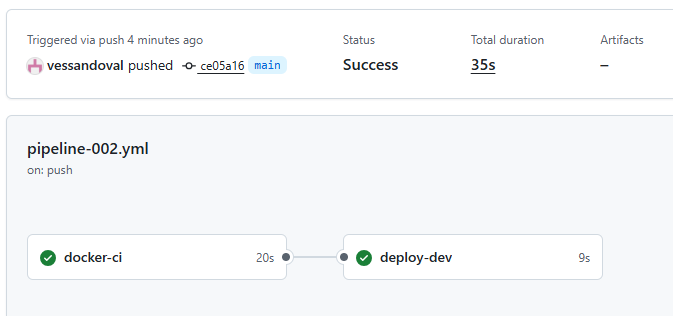 Triggered via push 4 minutes ago
vessandoval pushed ce05a16 main
Status
Success
Total duration
35s
Artifacts
–
pipeline-002.yml
on: push
docker-ci 20s
deploy-dev 9s